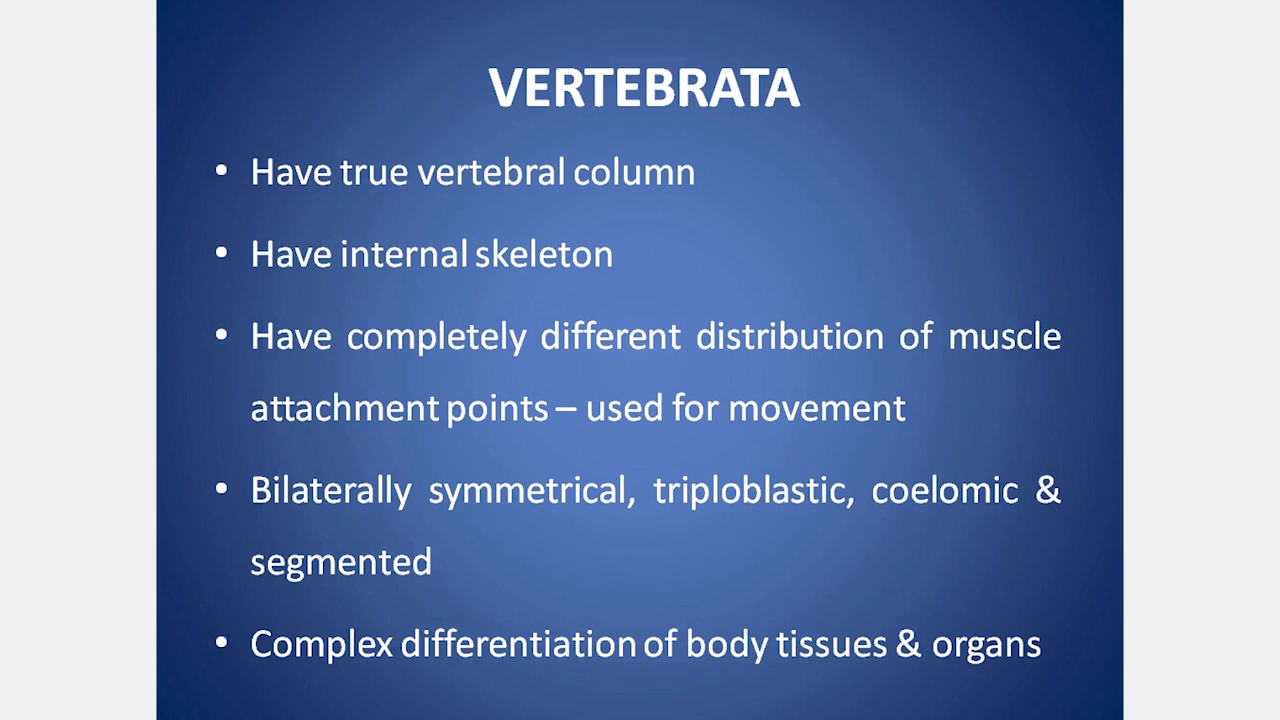 VERTEBRATA
• Have true vertebral column
• Have internal skeleton
• Have completely different distribution of muscle
attachment points – used for movement
• Bilaterally symmetrical, triploblastic, coelomic &
segmented
• Complex differentiation of body tissues & organs